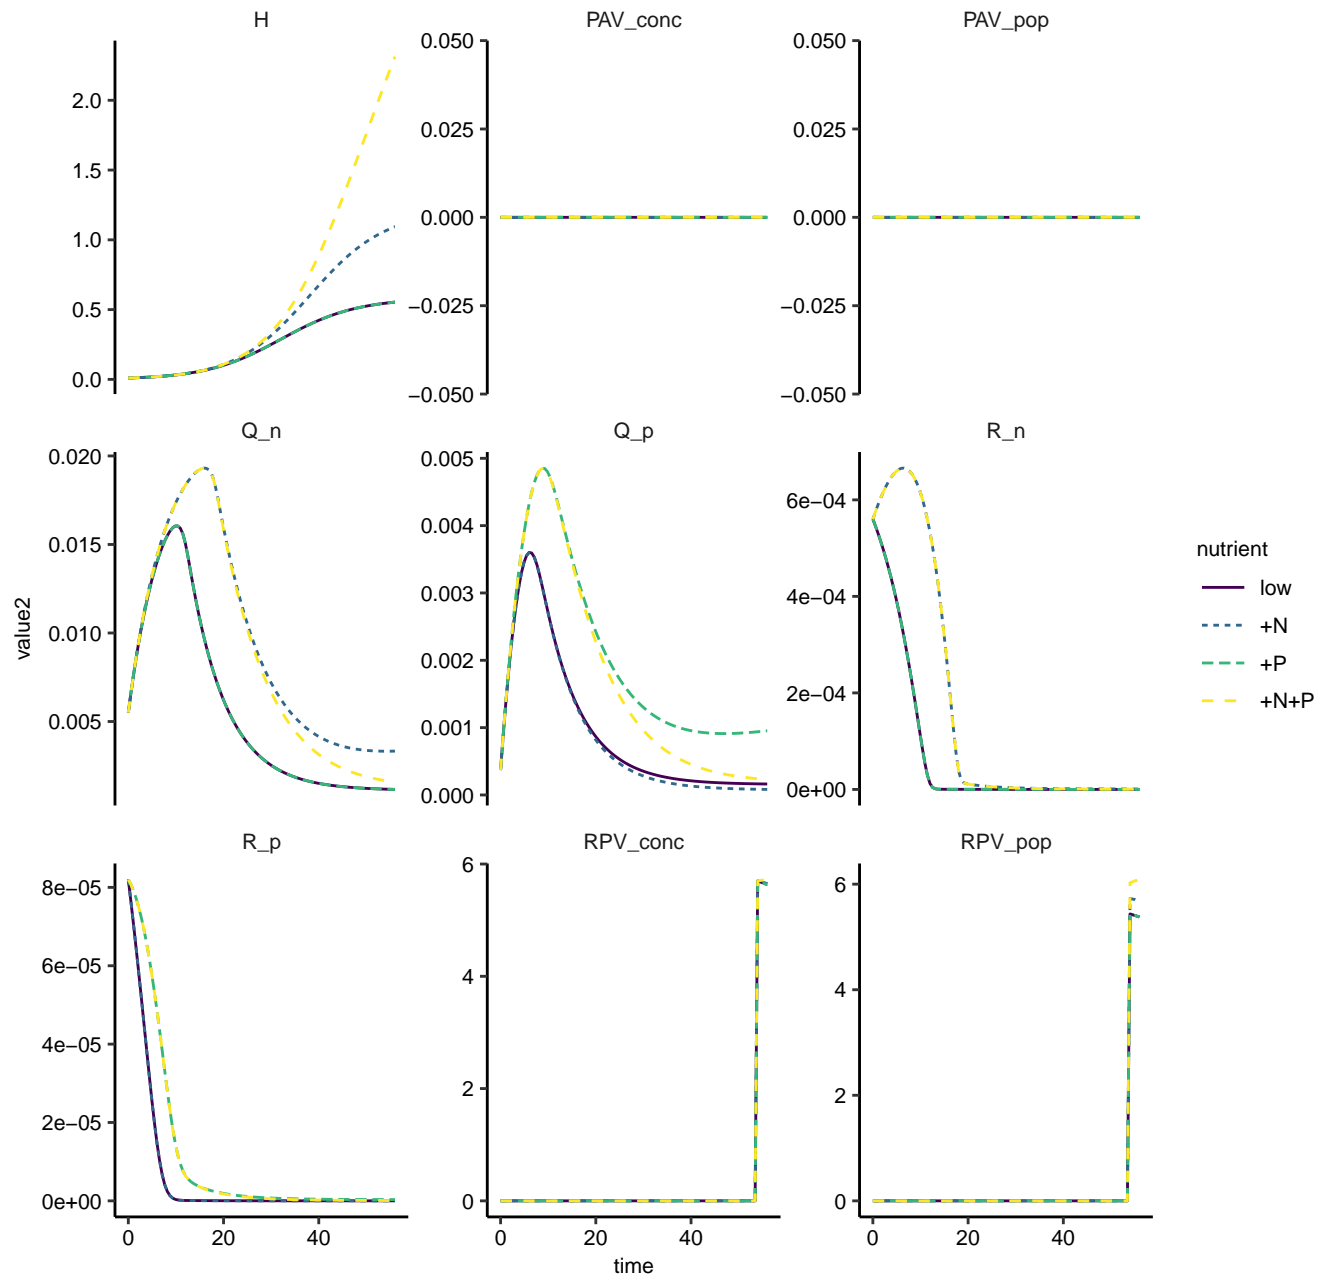 H
PAV_conc
PAV_pop
2.0
1.5
1.0
0.5
0.0
0.050
0.025
0.000
−0.025
−0.050
0.050
0.025
0.000
−0.025
−0.050
Q_n
Q_p
R_n
0.020
0.015
0.010
0.005
0.005
0.004
0.003
0.002
0.001
0.000
6e−04
4e−04
2e−04
0e+00
R_p
RPV_conc
RPV_pop
8e−05
6e−05
4e−05
2e−05
0e+00
6
4
2
0
6
4
2
0
0 20 40
0 20 40
0 20 40
time
value2
nutrient
low
+N
+P
+N+P